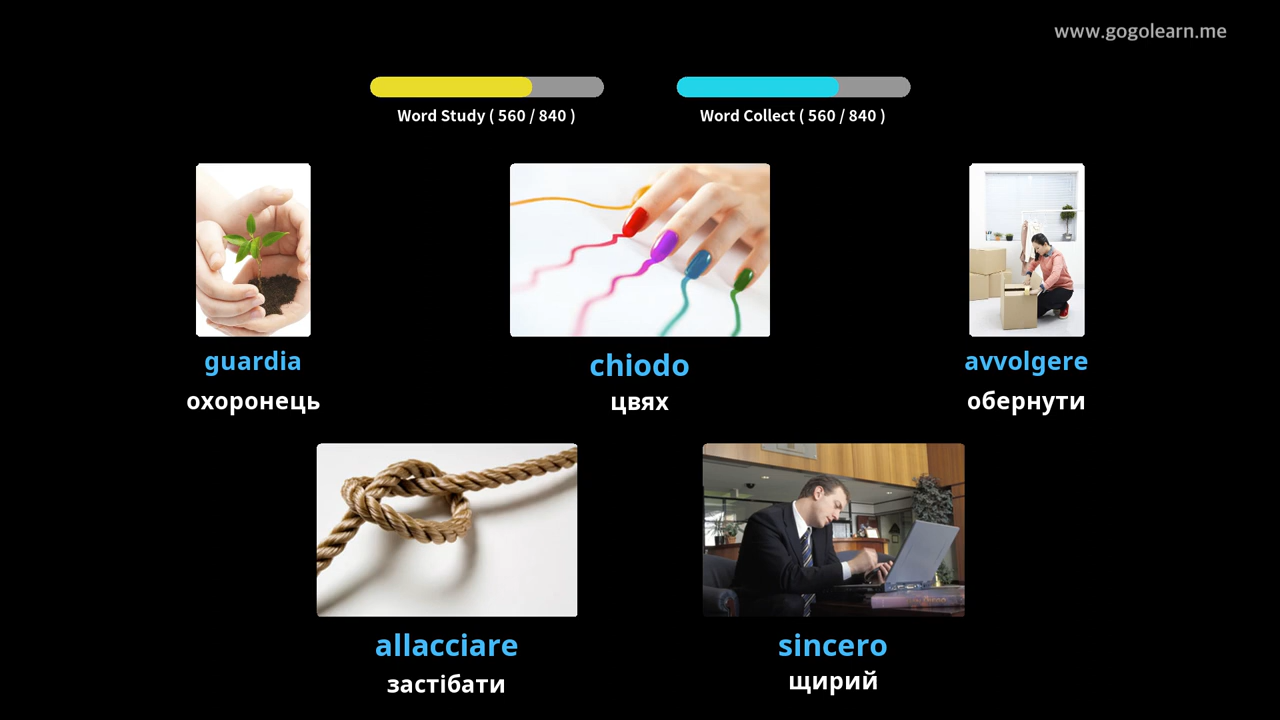 www.gogolearn.me
Word Study ( 560 / 840 )
Word Collect ( 560 / 840 )
guardia
охоронець
chiodo
цвях
avvolgere
обернути
allacciare
застібати
sincero
щирий